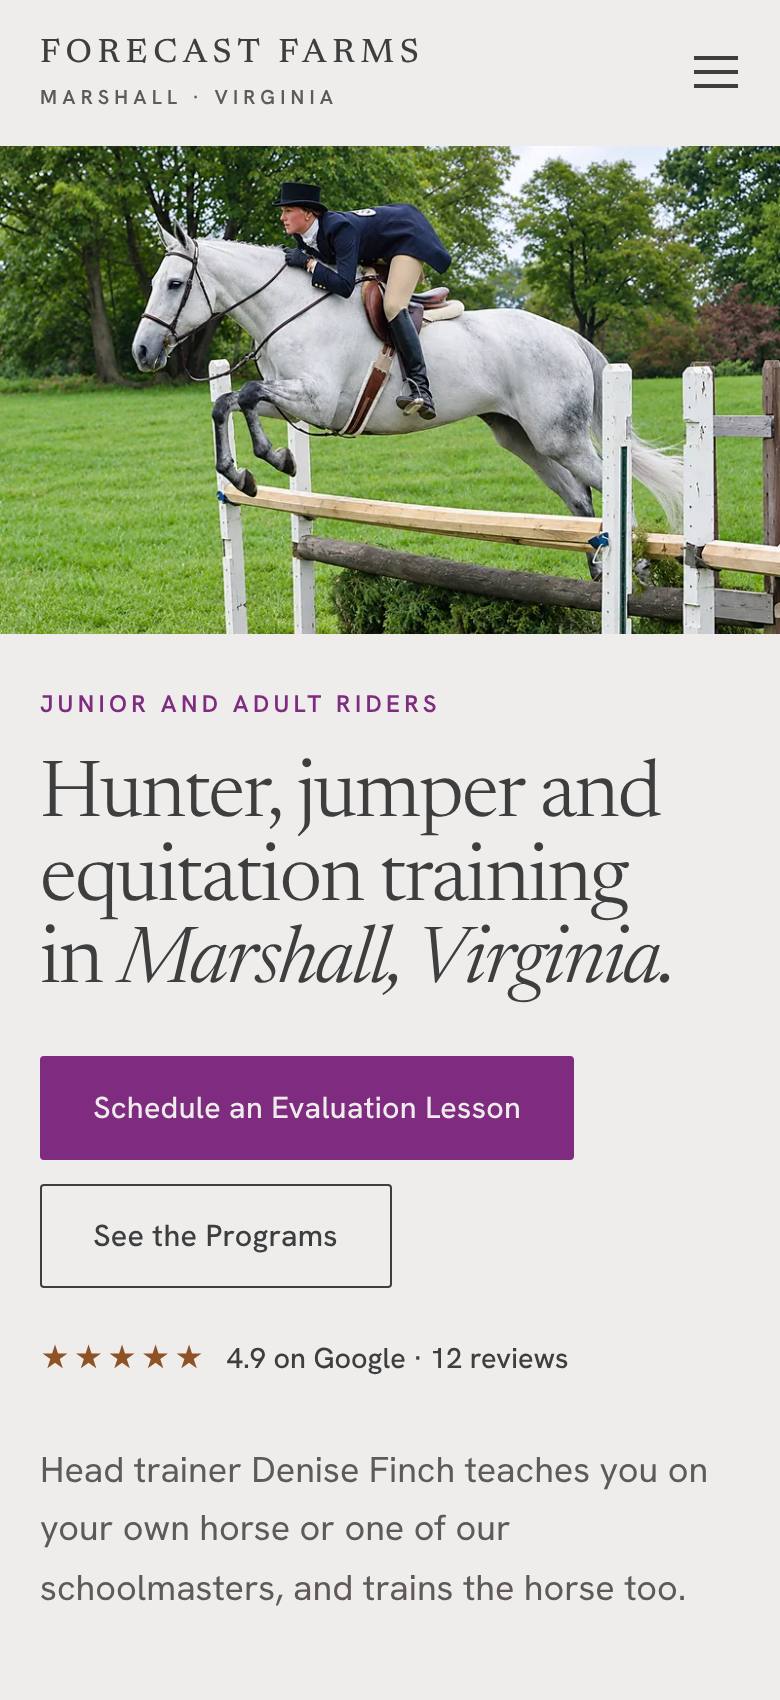 FORECAST FARMS
MARSHALL · VIRGINIA
JUNIOR AND ADULT RIDERS
Hunter, jumper and
equitation training
in Marshall, Virginia.
Schedule an Evaluation Lesson
See the Programs
★★★★★ 4.9 on Google · 12 reviews
Head trainer Denise Finch teaches you on
your own horse or one of our
schoolmasters, and trains the horse too.